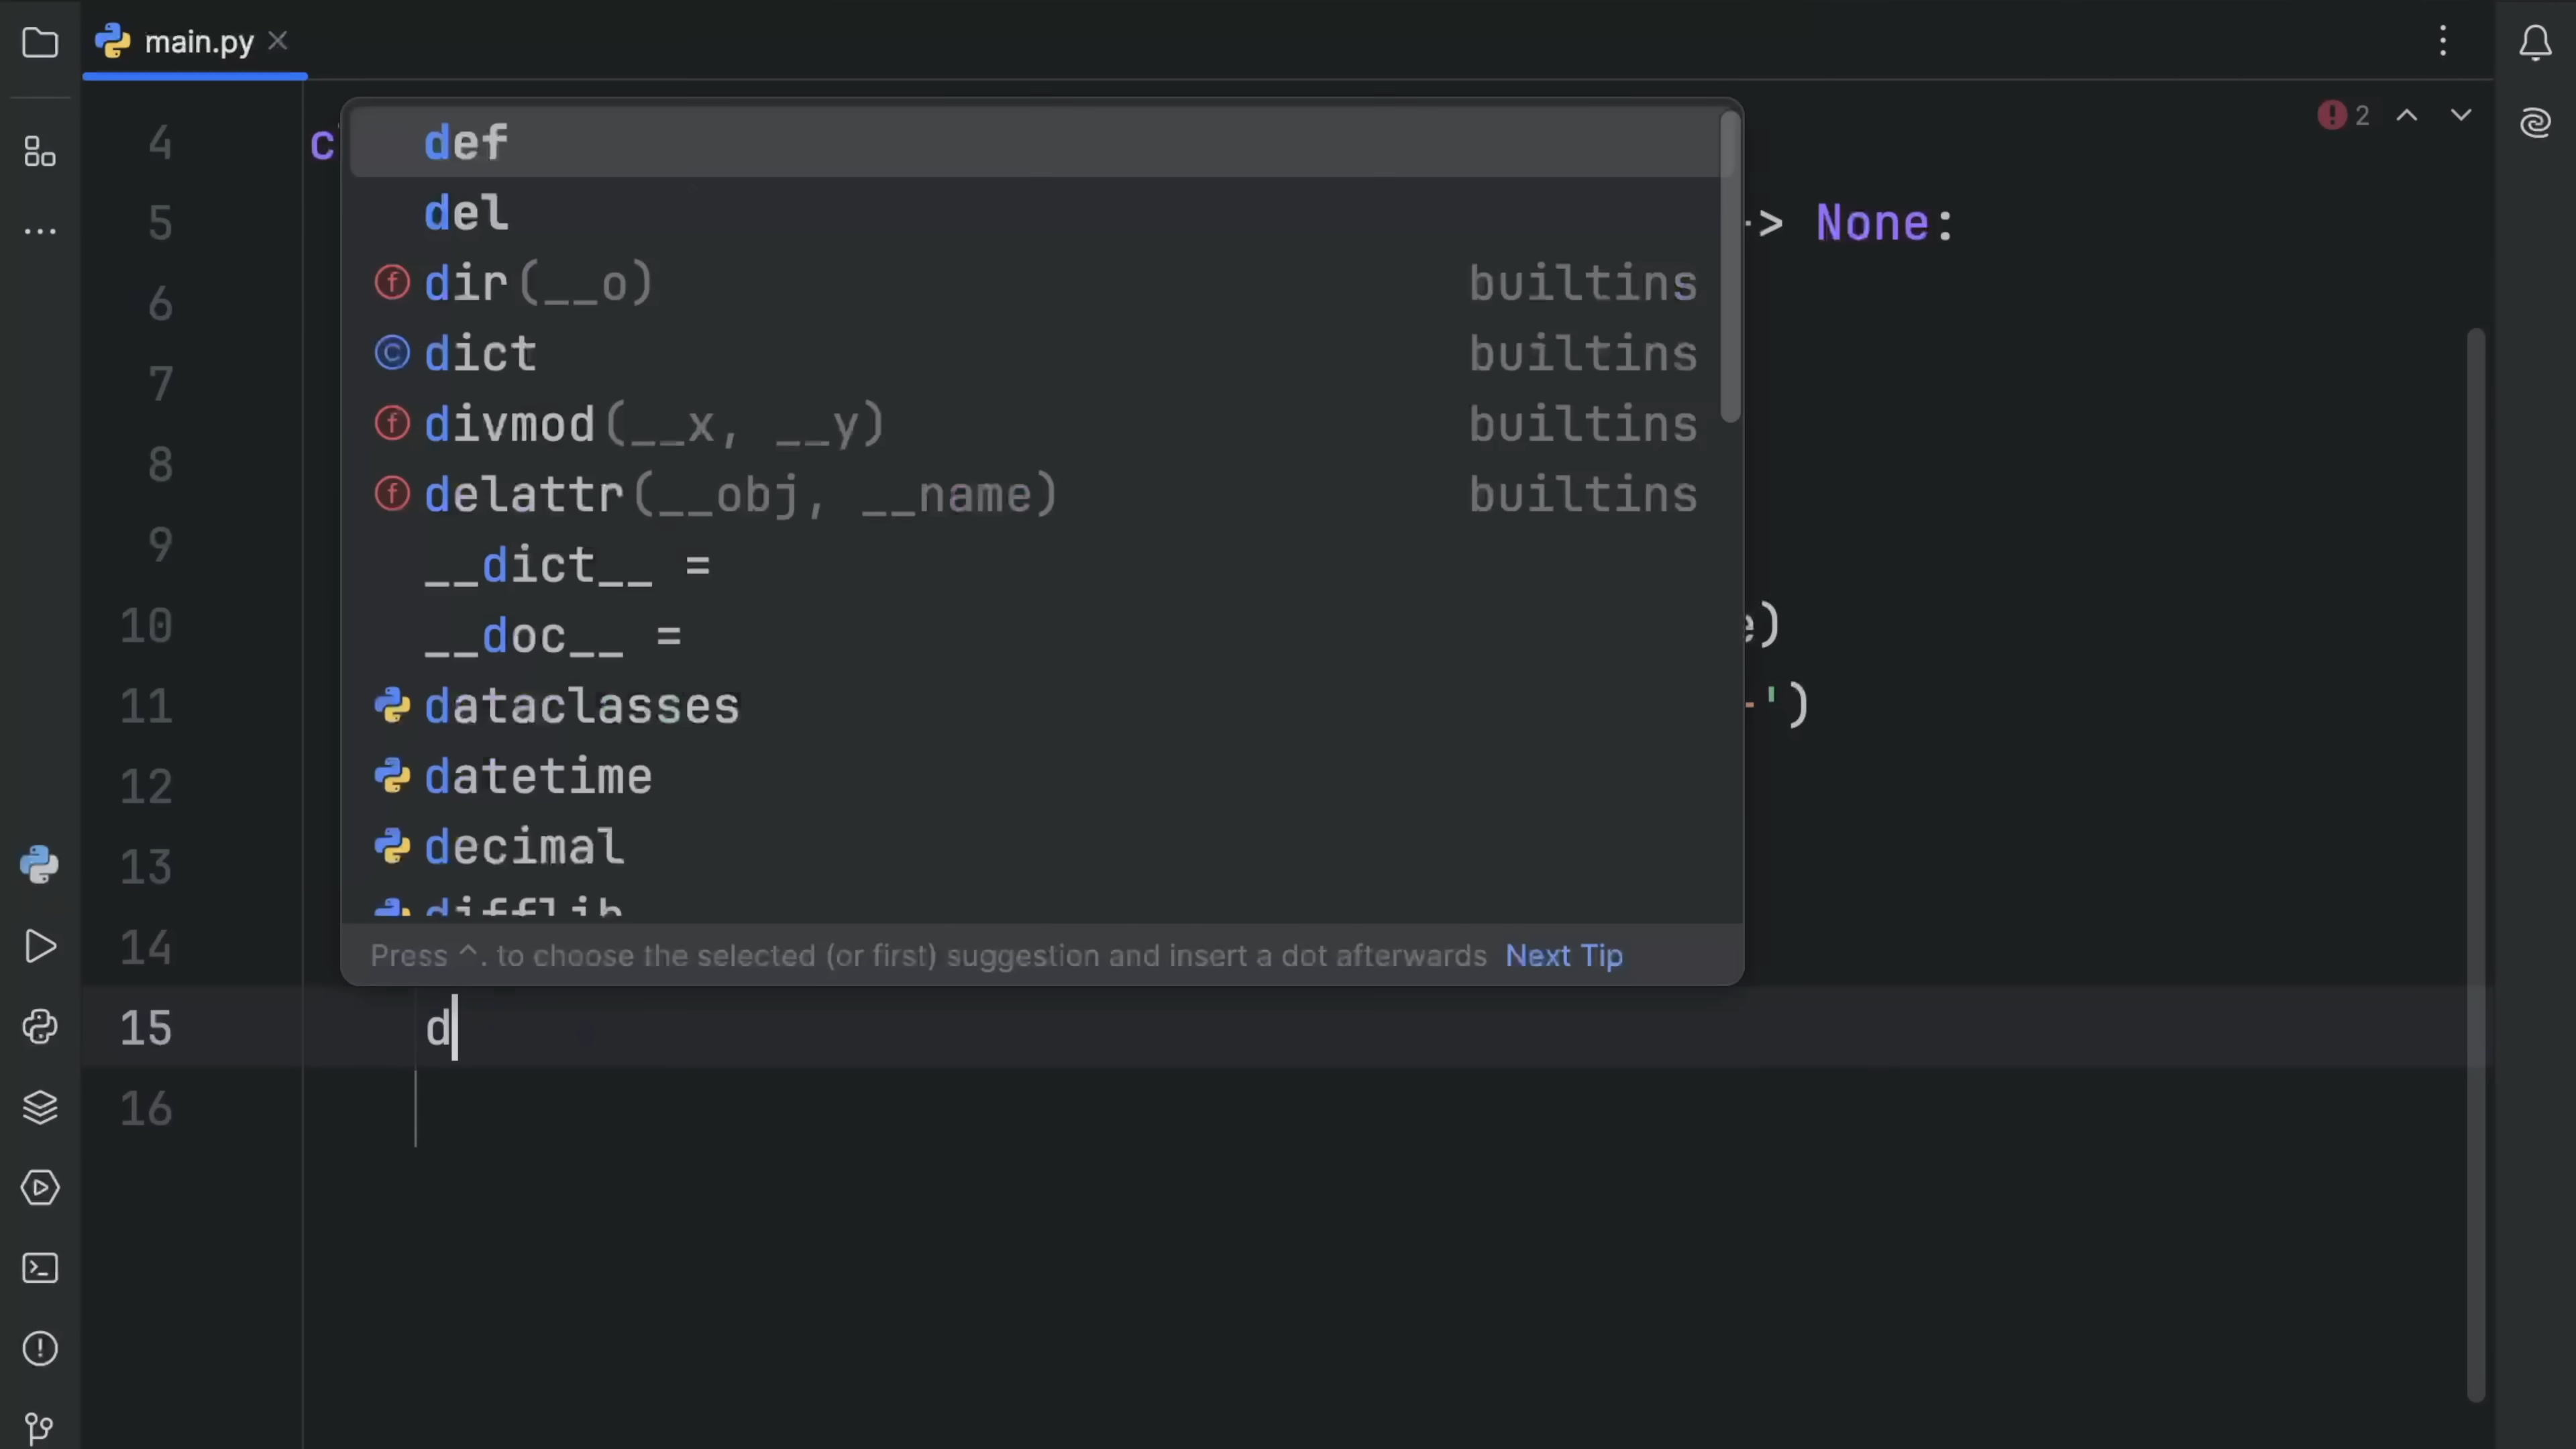 main.py
2
4 c
def
5 -> None:
del
6
dir(__o) builtins
7
dict builtins
8
divmod(__x, __y) builtins
delattr(__obj, __name) builtins
9
__dict__ =
10 )
__doc__ =
11 ')
dataclasses
12
datetime
13
decimal
difflib
14
Press ^. to choose the selected (or first) suggestion and insert a dot afterwards Next Tip
15 d
16